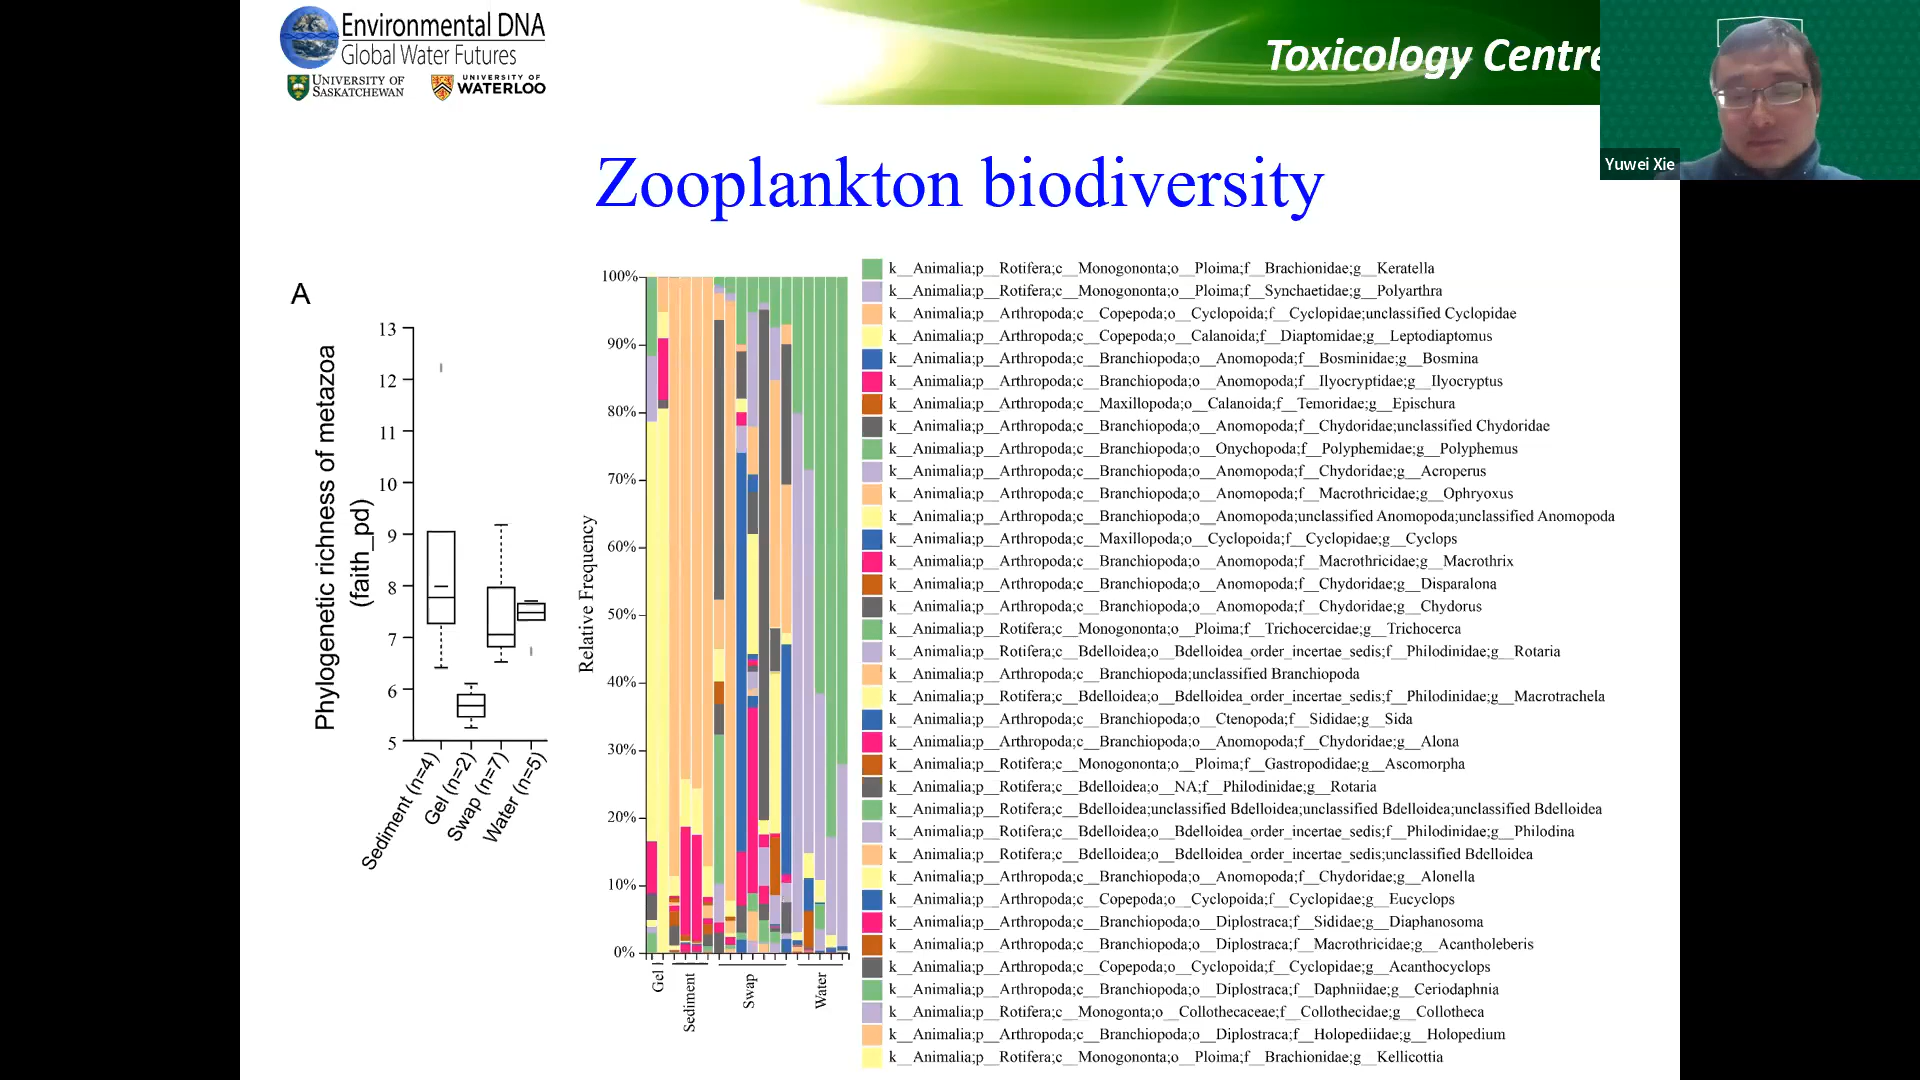 Environmental DNA
Global Water Futures
UNIVERSITY OF
SASKATCHEWAN
UNIVERSITY OF
WATERLOO
Toxicology Centre
Yuwei Xie
Zooplankton biodiversity
A
Phylogenetic richness of metazoa
(faith_pd)
13
12
11
10
9
8
7
6
5
Sediment (n=4)
Gel (n=2)
Swap (n=7)
Water (n=5)
Relative Frequency
100%
90%
80%
70%
60%
50%
40%
30%
20%
10%
0%
Gel
Sediment
Swap
Water
k__Animalia;p__Rotifera;c__Monogononta;o__Ploima;f__Brachionidae;g__Keratella
k__Animalia;p__Rotifera;c__Monogononta;o__Ploima;f__Synchaetidae;g__Polyarthra
k__Animalia;p__Arthropoda;c__Copepoda;o__Cyclopoida;f__Cyclopidae;unclassified Cyclopidae
k__Animalia;p__Arthropoda;c__Copepoda;o__Calanoida;f__Diaptomidae;g__Leptodiaptomus
k__Animalia;p__Arthropoda;c__Branchiopoda;o__Anomopoda;f__Bosminidae;g__Bosmina
k__Animalia;p__Arthropoda;c__Branchiopoda;o__Anomopoda;f__Ilyocryptidae;g__Ilyocryptus
k__Animalia;p__Arthropoda;c__Maxillopoda;o__Calanoida;f__Temoridae;g__Epischura
k__Animalia;p__Arthropoda;c__Branchiopoda;o__Anomopoda;f__Chydoridae;unclassified Chydoridae
k__Animalia;p__Arthropoda;c__Branchiopoda;o__Onychopoda;f__Polyphemidae;g__Polyphemus
k__Animalia;p__Arthropoda;c__Branchiopoda;o__Anomopoda;f__Chydoridae;g__Acroperus
k__Animalia;p__Arthropoda;c__Branchiopoda;o__Anomopoda;f__Macrothricidae;g__Ophryoxus
k__Animalia;p__Arthropoda;c__Branchiopoda;o__Anomopoda;unclassified Anomopoda;unclassified Anomopoda
k__Animalia;p__Arthropoda;c__Maxillopoda;o__Cyclopoida;f__Cyclopidae;g__Cyclops
k__Animalia;p__Arthropoda;c__Branchiopoda;o__Anomopoda;f__Macrothricidae;g__Macrothrix
k__Animalia;p__Arthropoda;c__Branchiopoda;o__Anomopoda;f__Chydoridae;g__Disparalona
k__Animalia;p__Arthropoda;c__Branchiopoda;o__Anomopoda;f__Chydoridae;g__Chydorus
k__Animalia;p__Rotifera;c__Monogononta;o__Ploima;f__Trichocercidae;g__Trichocerca
k__Animalia;p__Rotifera;c__Bdelloidea;o__Bdelloidea_order_incertae_sedis;f__Philodinidae;g__Rotaria
k__Animalia;p__Arthropoda;c__Branchiopoda;unclassified Branchiopoda
k__Animalia;p__Rotifera;c__Bdelloidea;o__Bdelloidea_order_incertae_sedis;f__Philodinidae;g__Macrotrachela
k__Animalia;p__Arthropoda;c__Branchiopoda;o__Ctenopoda;f__Sididae;g__Sida
k__Animalia;p__Arthropoda;c__Branchiopoda;o__Anomopoda;f__Chydoridae;g__Alona
k__Animalia;p__Rotifera;c__Monogononta;o__Ploima;f__Gastropodidae;g__Ascomorpha
k__Animalia;p__Rotifera;c__Bdelloidea;o__NA;f__Philodinidae;g__Rotaria
k__Animalia;p__Rotifera;c__Bdelloidea;unclassified Bdelloidea;unclassified Bdelloidea;unclassified Bdelloidea
k__Animalia;p__Rotifera;c__Bdelloidea;o__Bdelloidea_order_incertae_sedis;f__Philodinidae;g__Philodina
k__Animalia;p__Rotifera;c__Bdelloidea;o__Bdelloidea_order_incertae_sedis;unclassified Bdelloidea
k__Animalia;p__Arthropoda;c__Branchiopoda;o__Anomopoda;f__Chydoridae;g__Alonella
k__Animalia;p__Arthropoda;c__Copepoda;o__Cyclopoida;f__Cyclopidae;g__Eucyclops
k__Animalia;p__Arthropoda;c__Branchiopoda;o__Diplostraca;f__Sididae;g__Diaphanosoma
k__Animalia;p__Arthropoda;c__Branchiopoda;o__Diplostraca;f__Macrothricidae;g__Acantholeberis
k__Animalia;p__Arthropoda;c__Copepoda;o__Cyclopoida;f__Cyclopidae;g__Acanthocyclops
k__Animalia;p__Arthropoda;c__Branchiopoda;o__Diplostraca;f__Daphniidae;g__Ceriodaphnia
k__Animalia;p__Rotifera;c__Monogonta;o__Collothecaceae;f__Collothecidae;g__Collotheca
k__Animalia;p__Arthropoda;c__Branchiopoda;o__Diplostraca;f__Holopediidae;g__Holopedium
k__Animalia;p__Rotifera;c__Monogononta;o__Ploima;f__Brachionidae;g__Kellicottia